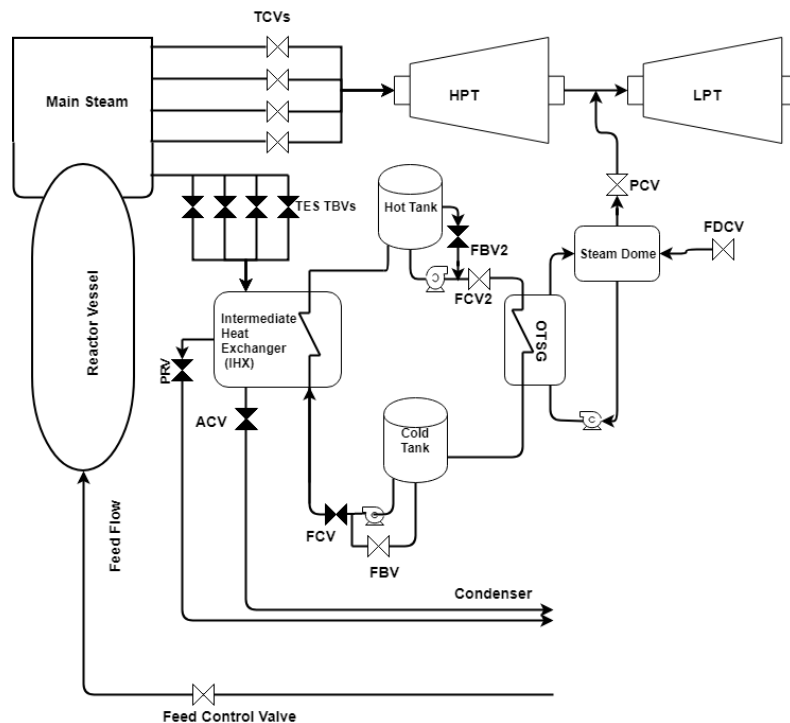 TCVs
Main Steam
HPT
LPT
PCV
TES TBVs
Hot Tank
FDCV
FBV2
Steam Dome
FCV2
Intermediate
Heat
Exchanger
(IHX)
OTSG
PRV
ACV
Cold
Tank
C
Reactor Vessel
FCV
FBV
Feed Flow
Condenser
Feed Control Valve